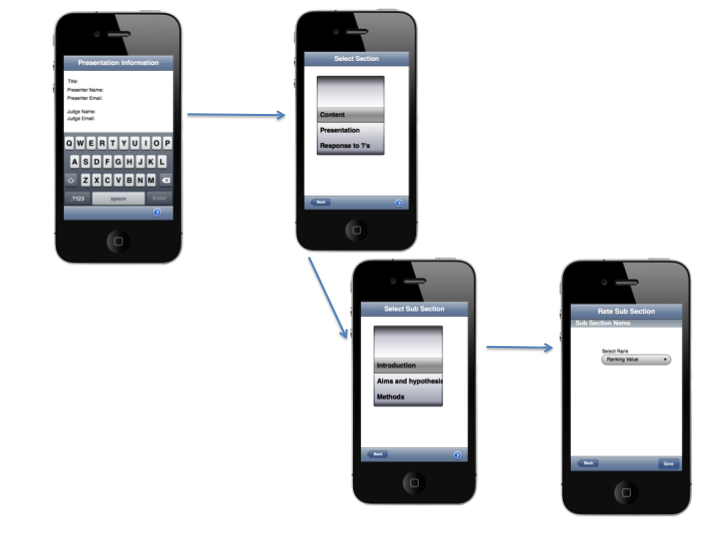 Presentation Information
Title:
Presenter Name:
Presenter Email:
Judge Name:
Judge Email:
Q W E R T Y U I O P
A S D F G H J K L
Z X C V B N M
.?123 space Enter
Select Section
Content
Presentation
Response to ?'s
Back
Select Sub Section
Introduction
Aims and hypothesis
Methods
Back
Rate Sub Section
Sub Section Name
Select Rank
Ranking Value
Back Save